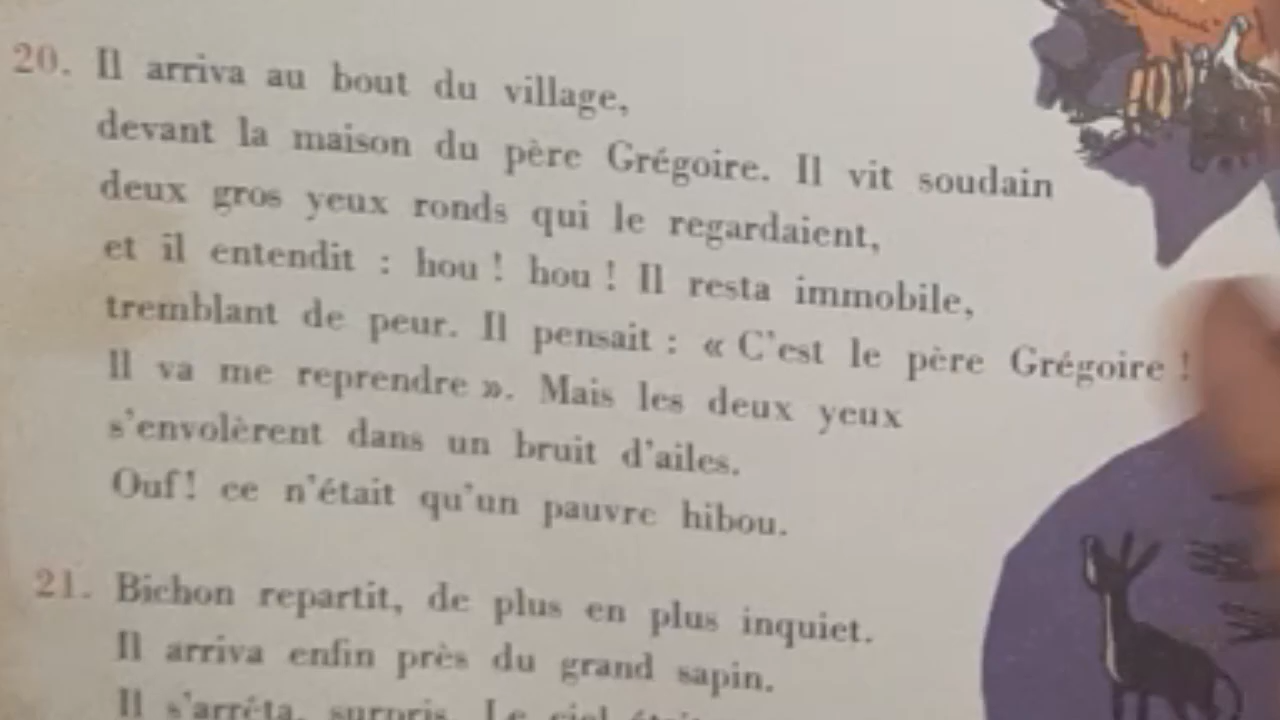 20. Il arriva au bout du village,
devant la maison du père Grégoire. Il vit soudain
deux gros yeux ronds qui le regardaient,
et il entendit : hou ! hou ! Il resta immobile,
tremblant de peur. Il pensait : « C'est le père Grégoire !
Il va me reprendre ». Mais les deux yeux
s'envolèrent dans un bruit d'ailes.
Ouf! ce n'était qu'un pauvre hibou.
21. Bichon repartit, de plus en plus inquiet.
Il arriva enfin près du grand sapin.
Il s'arrêta, surpris. Le ciel était